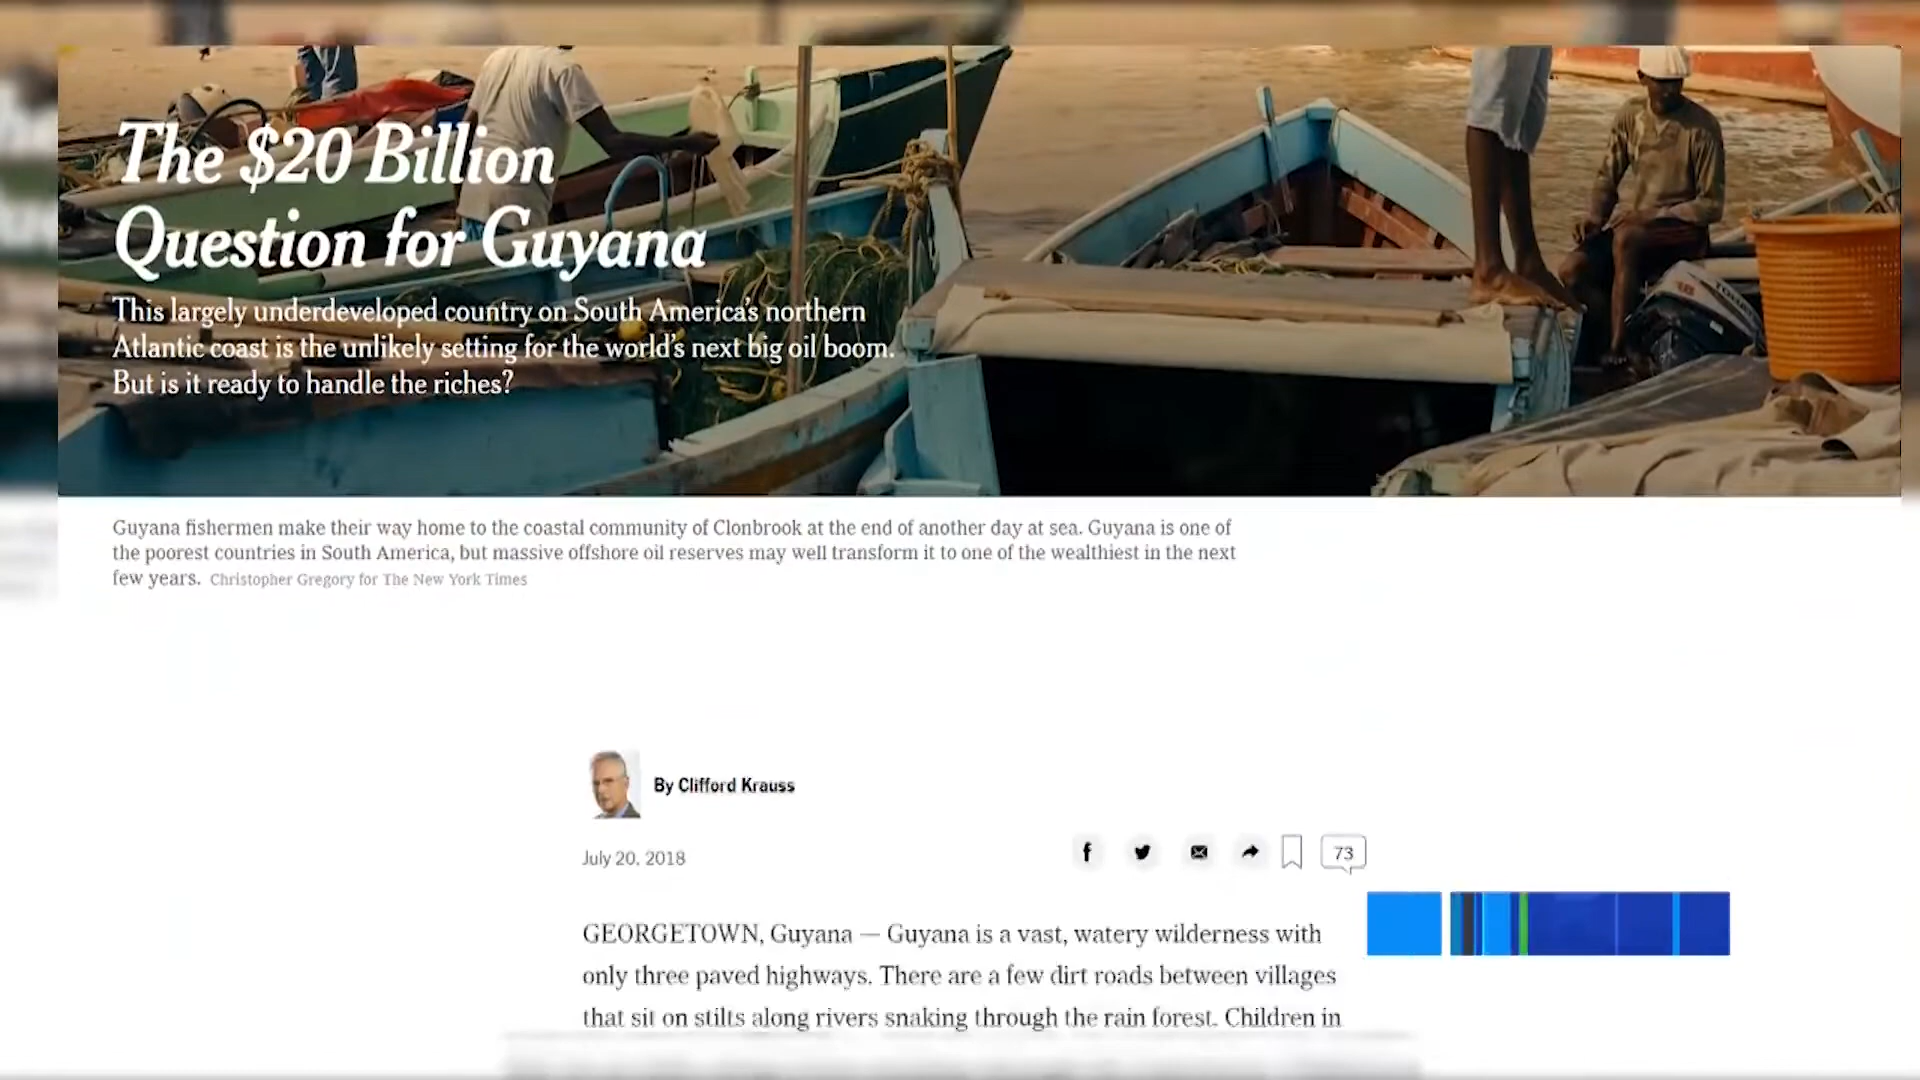 The $20 Billion
Question for Guyana
This largely underdeveloped country on South America's northern
Atlantic coast is the unlikely setting for the world's next big oil boom.
But is it ready to handle the riches?
Guyana fishermen make their way home to the coastal community of Clonbrook at the end of another day at sea. Guyana is one of
the poorest countries in South America, but massive offshore oil reserves may well transform it to one of the wealthiest in the next
few years. Christopher Gregory for The New York Times
By Clifford Krauss
July 20, 2018
73
GEORGETOWN, Guyana — Guyana is a vast, watery wilderness with
only three paved highways. There are a few dirt roads between villages
that sit on stilts along rivers snaking through the rain forest. Children in